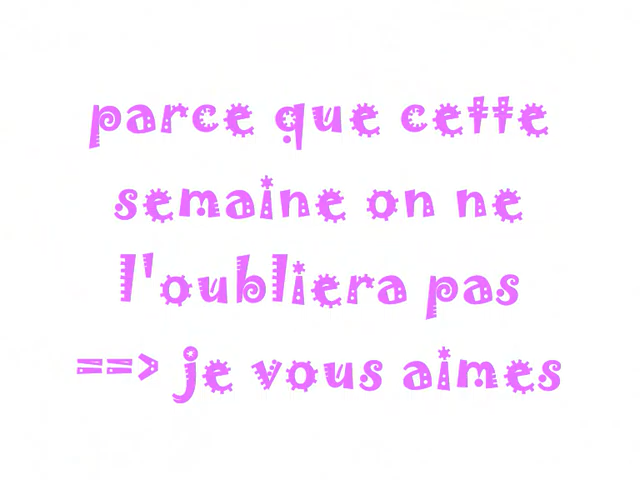 parce que cette
semaine on ne
l'oubliera pas
==> je vous aimes